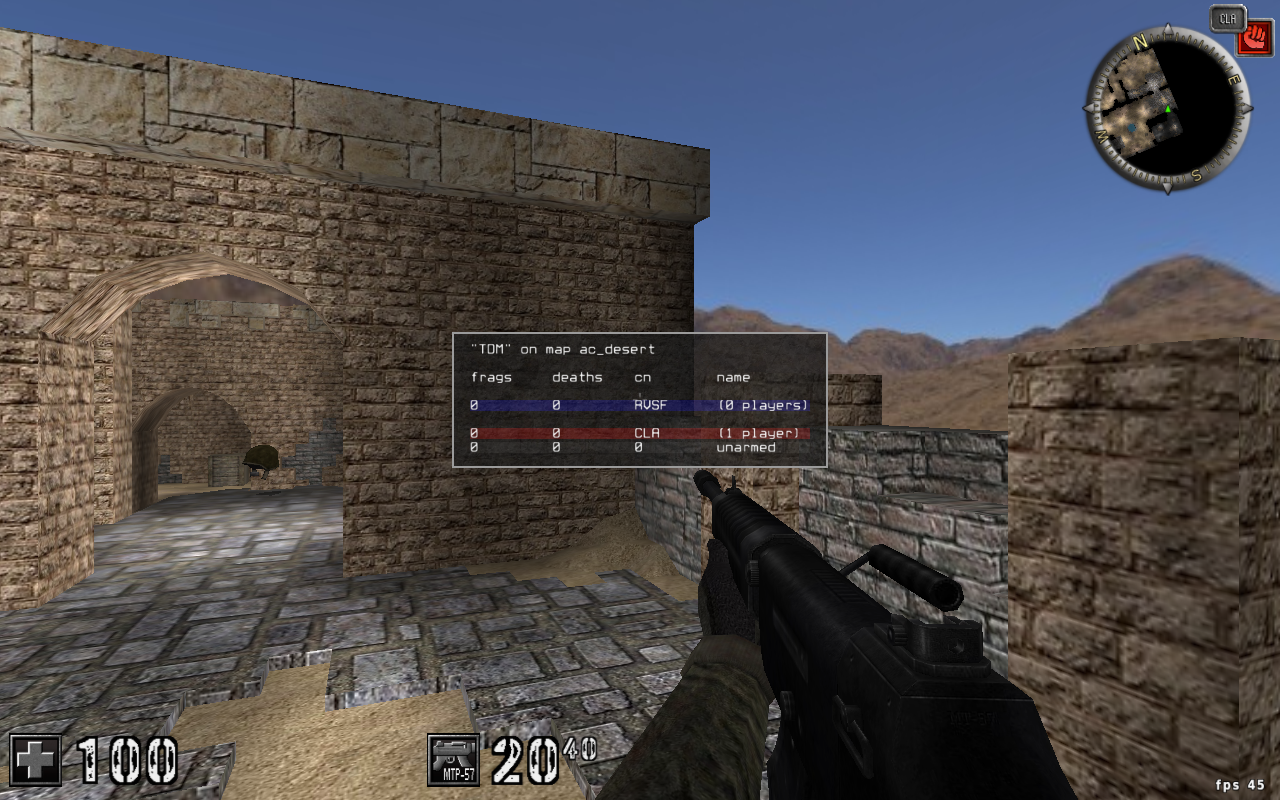 CLA
N
E
W
S
"TDM" on map ac_desert
frags deaths cn name
0 0 RVSF (0 players)
0 0 CLA (1 player)
0 0 0 unarmed
100
MTP-57
20 40
fps 45